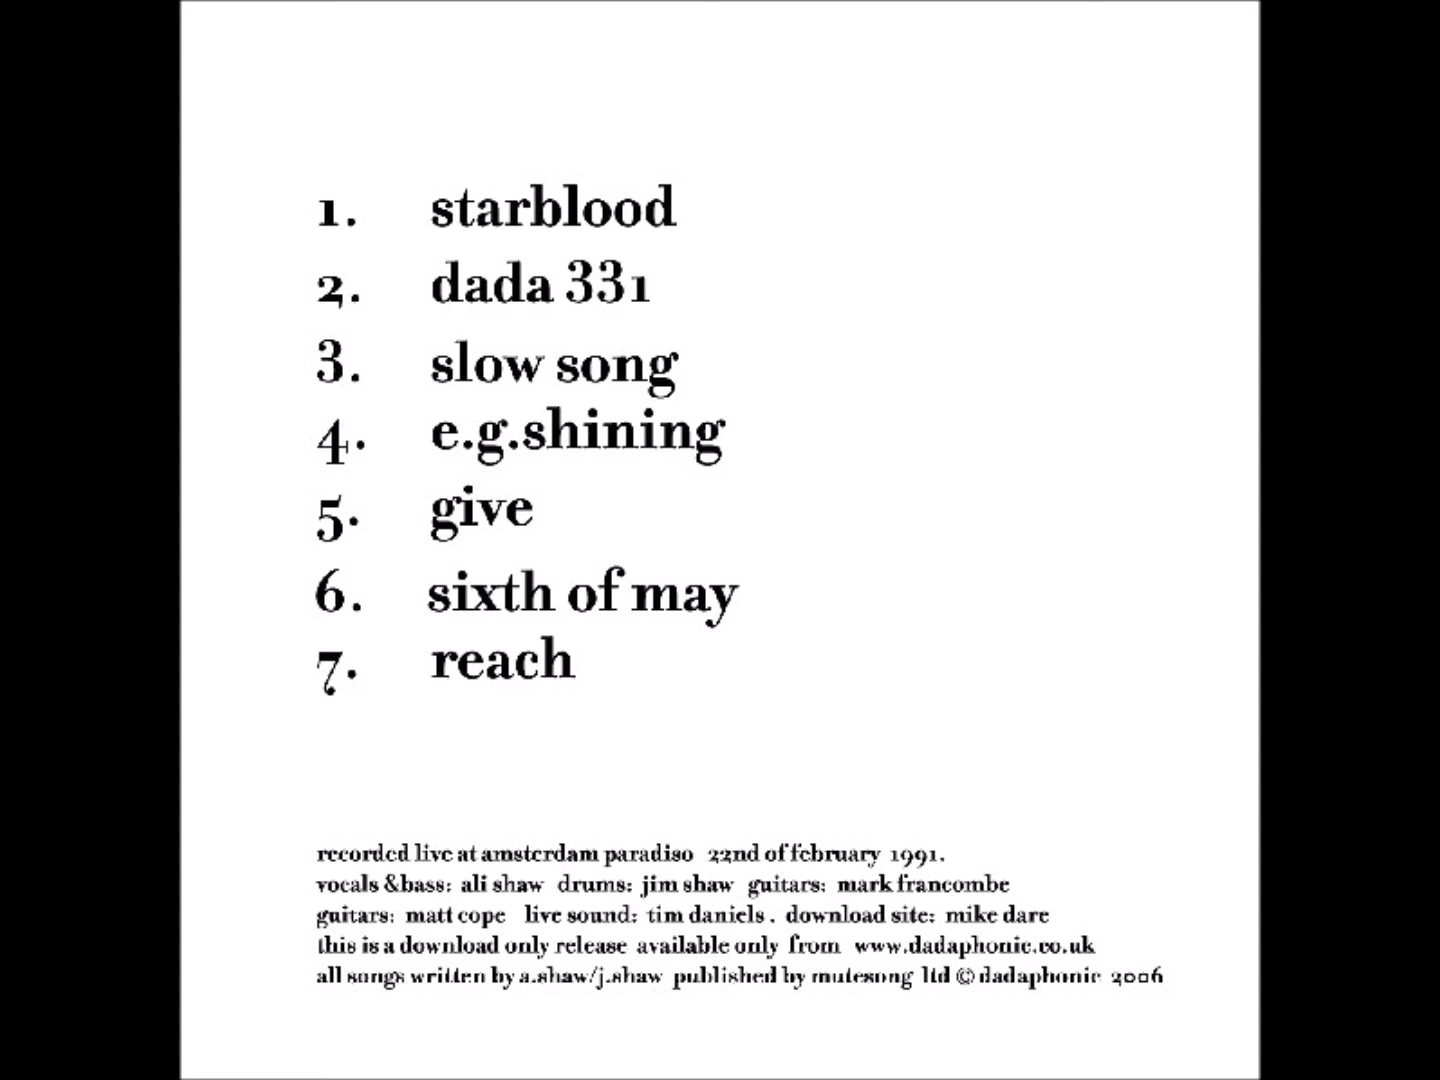 1. starblood
2. dada 331
3. slow song
4. e.g.shining
5. give
6. sixth of may
7. reach
recorded live at amsterdam paradiso 22nd of february 1991.
vocals &bass: ali shaw drums: jim shaw guitars: mark francombe
guitars: matt cope live sound: tim daniels . download site: mike dare
this is a download only release available only from www.dadaphonic.co.uk
all songs written by a.shaw/j.shaw published by mutesong ltd © dadaphonic 2006